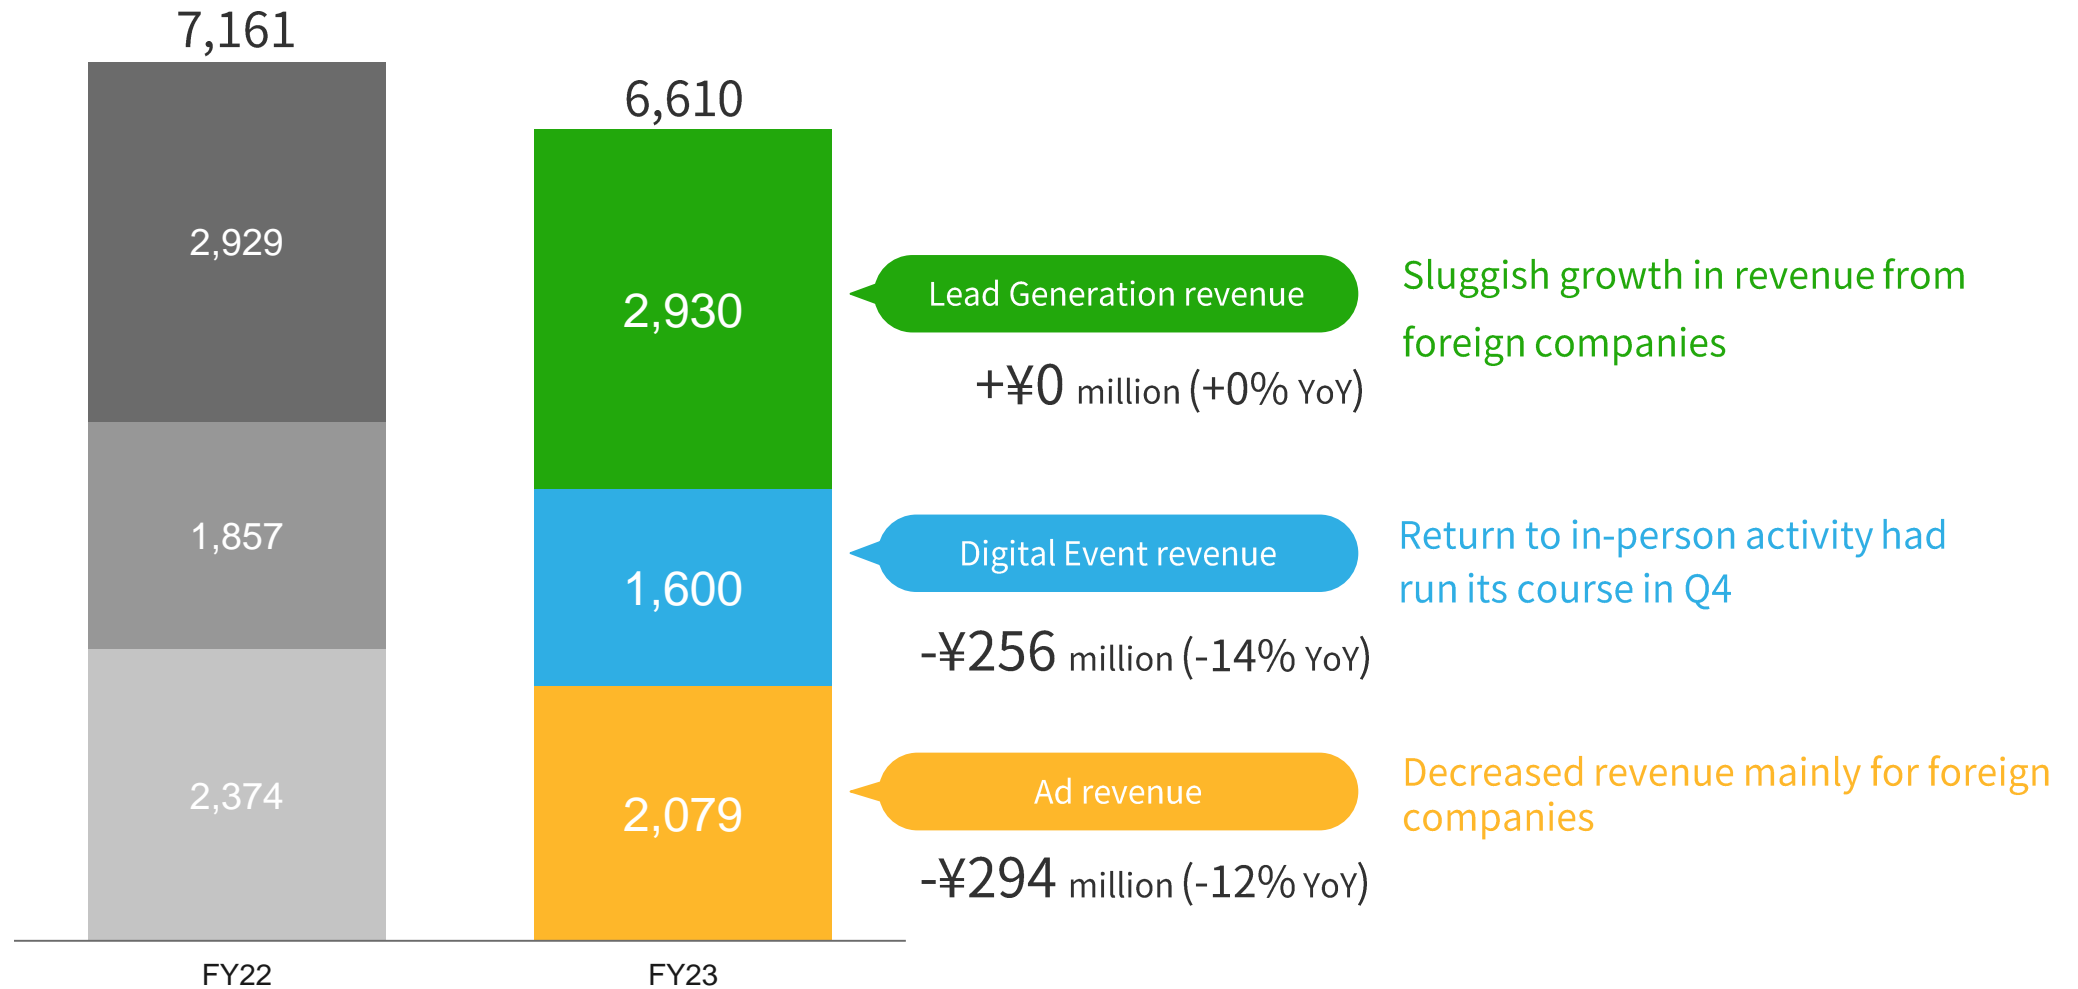 7,161
2,929
1,857
2,374
FY22
6,610
2,930
1,600
2,079
FY23
Lead Generation revenue
+¥0 million (+0% YoY)
Sluggish growth in revenue from
foreign companies
Digital Event revenue
-¥256 million (-14% YoY)
Return to in-person activity had
run its course in Q4
Ad revenue
-¥294 million (-12% YoY)
Decreased revenue mainly for foreign
companies